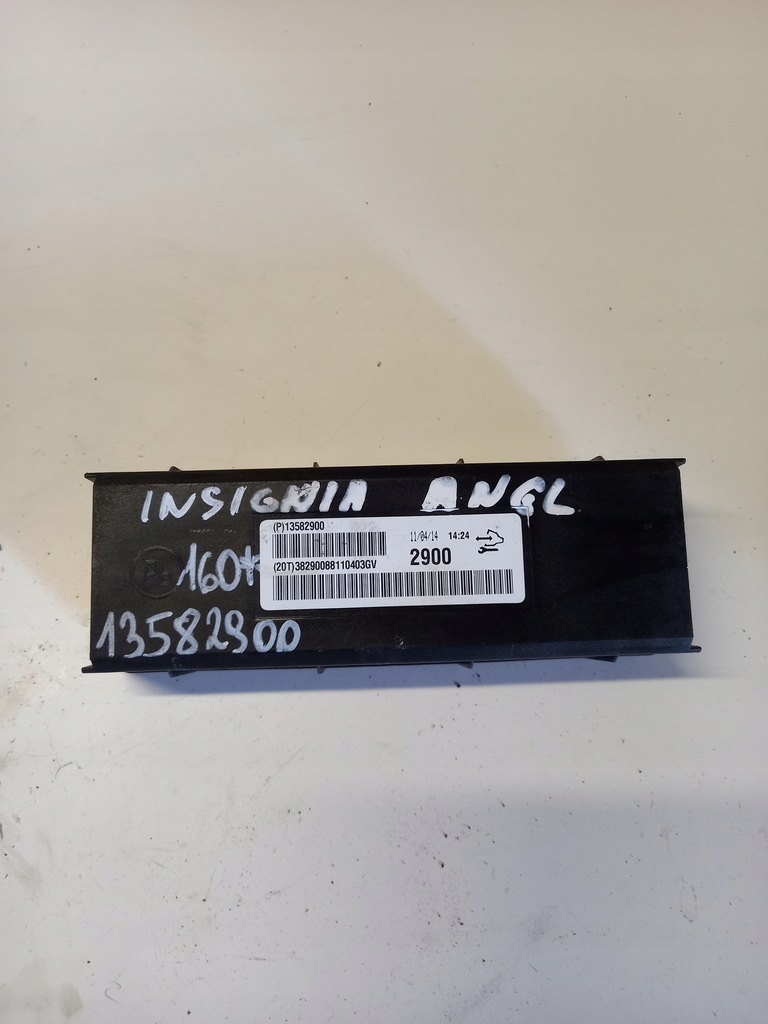 INSIGNIA ANGL
(P)13582900
11/04/14 14:24
160+
(20T)38290088110403GV
2900
13582900